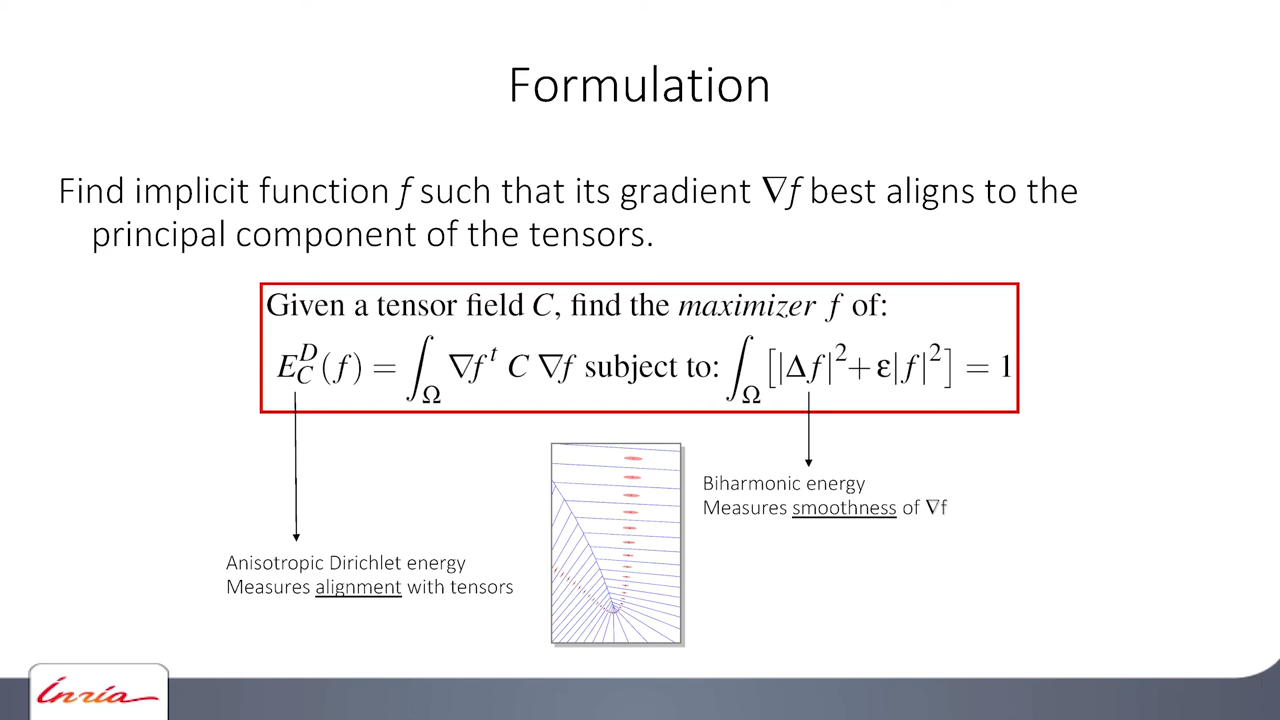 Formulation
Find implicit function f such that its gradient ∇f best aligns to the
principal component of the tensors.
Given a tensor field C, find the maximizer f of:
E_C^D(f) = ∫_Ω ∇f^t C ∇f subject to: ∫_Ω [|Δf|^2 + ε|f|^2] = 1
Biharmonic energy
Measures smoothness of ∇f
Anisotropic Dirichlet energy
Measures alignment with tensors
Inria